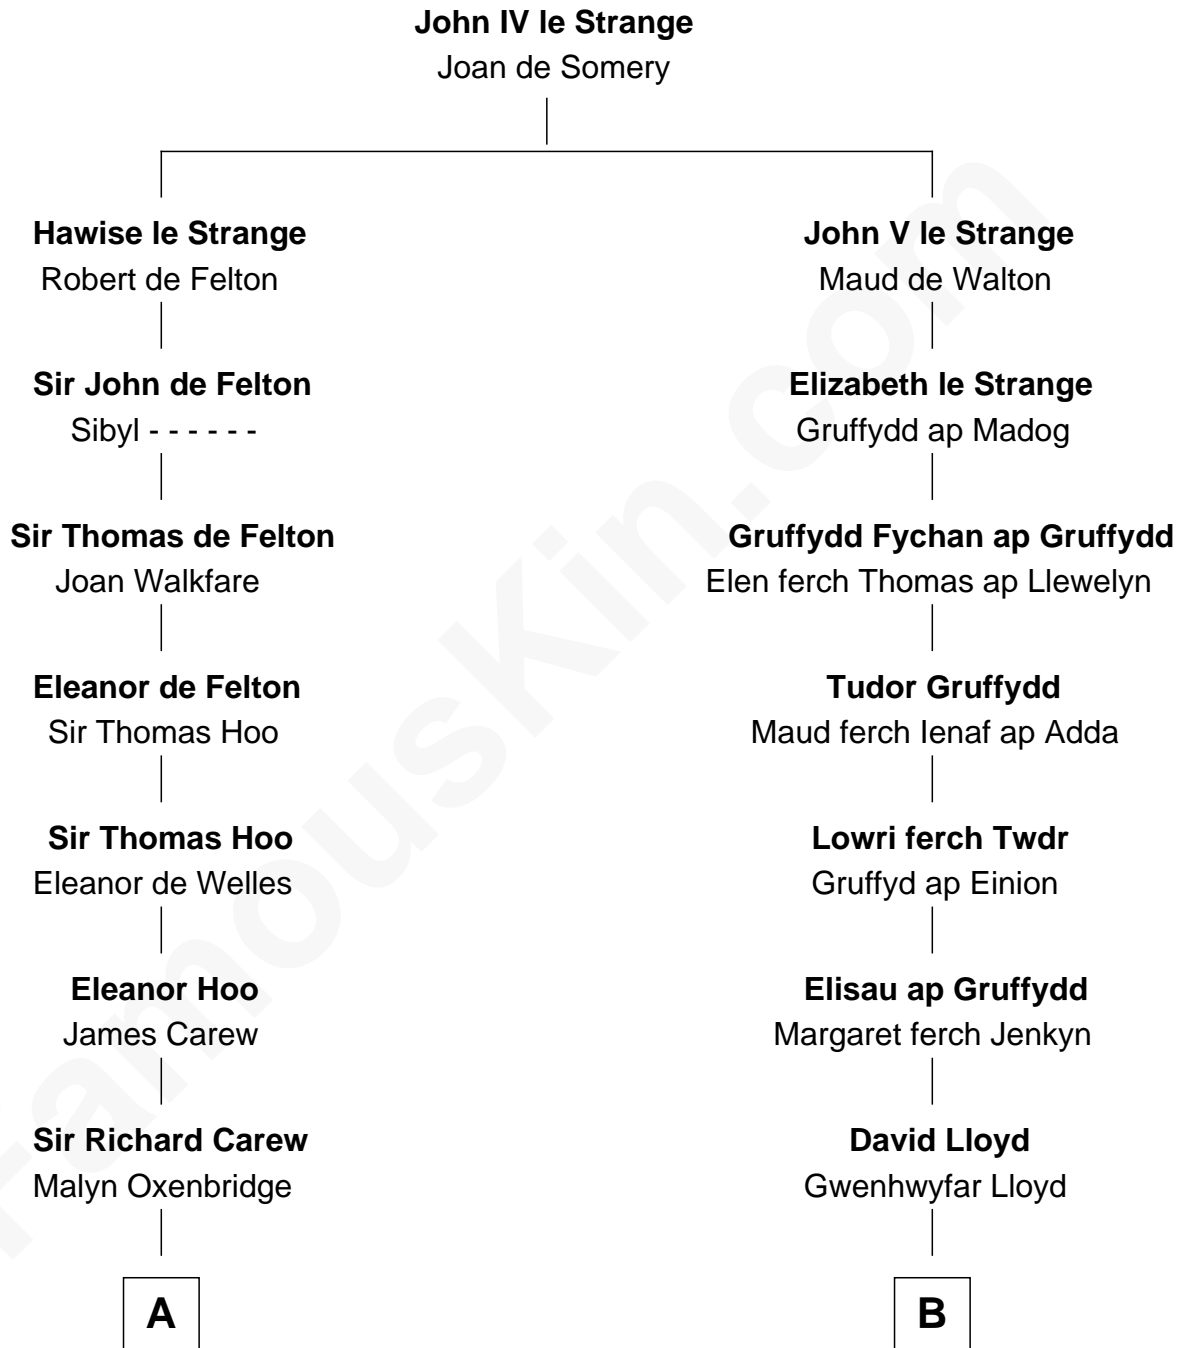 John IV le Strange
Joan de Somery
Hawise le Strange
Robert de Felton
Sir John de Felton
Sibyl - - - - - -
Sir Thomas de Felton
Joan Walkfare
Eleanor de Felton
Sir Thomas Hoo
Sir Thomas Hoo
Eleanor de Welles
Eleanor Hoo
James Carew
Sir Richard Carew
Malyn Oxenbridge
A
John V le Strange
Maud de Walton
Elizabeth le Strange
Gruffydd ap Madog
Gruffydd Fychan ap Gruffydd
Elen ferch Thomas ap Llewelyn
Tudor Gruffydd
Maud ferch Ienaf ap Adda
Lowri ferch Twdr
Gruffyd ap Einion
Elisau ap Gruffydd
Margaret ferch Jenkyn
David Lloyd
Gwenhwyfar Lloyd
B
FamousKin.com